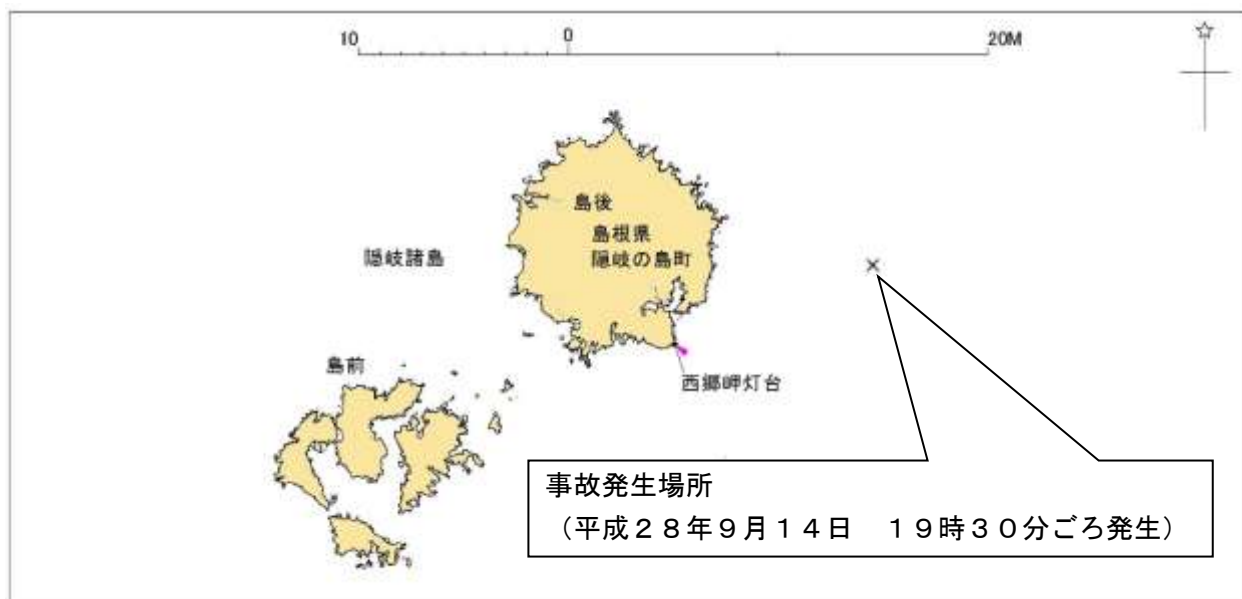 10 0 20M
島後
島根県
隠岐の島町
隠岐諸島
島前
西郷岬灯台
事故発生場所
(平成28年9月14日 19時30分ごろ発生)